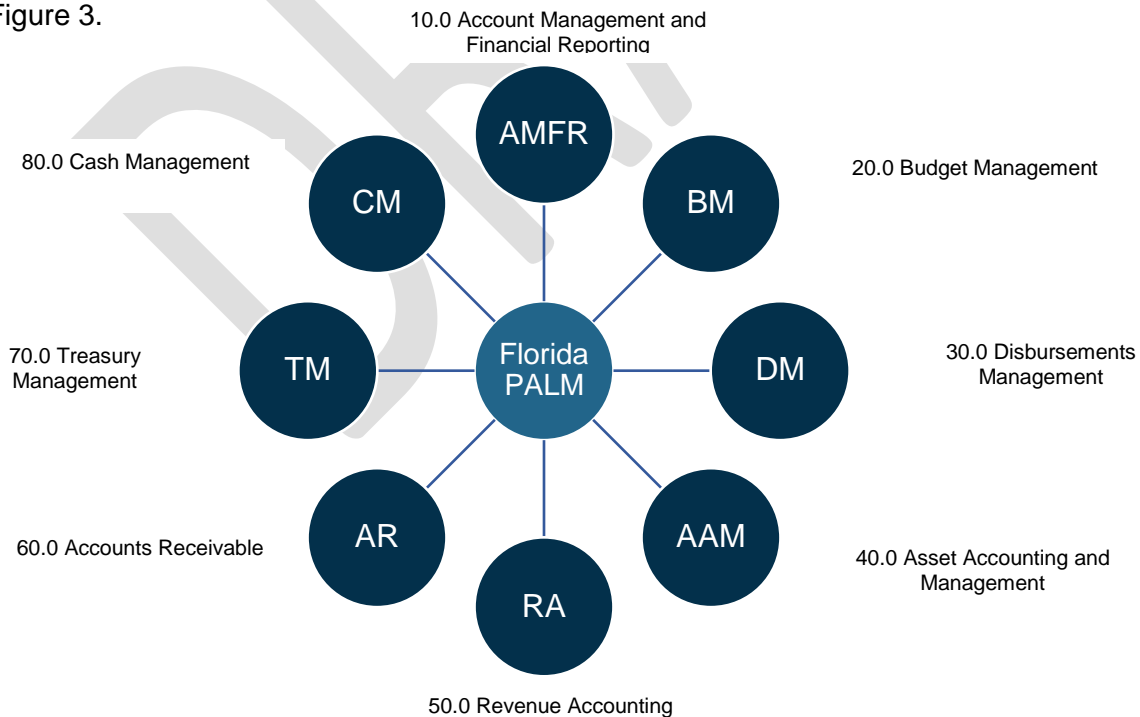 Figure 3.
10.0 Account Management and
Financial Reporting
AMFR
80.0 Cash Management
CM
BM
20.0 Budget Management
70.0 Treasury
Management
TM
Florida
PALM
DM
30.0 Disbursements
Management
60.0 Accounts Receivable
AR
AAM
40.0 Asset Accounting and
Management
RA
50.0 Revenue Accounting